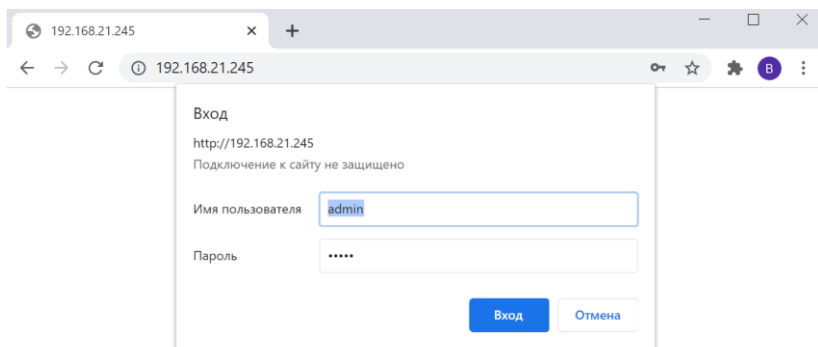 192.168.21.245
192.168.21.245
B
Вход
http://192.168.21.245
Подключение к сайту не защищено
Имя пользователя admin
Пароль •••••
Вход Отмена